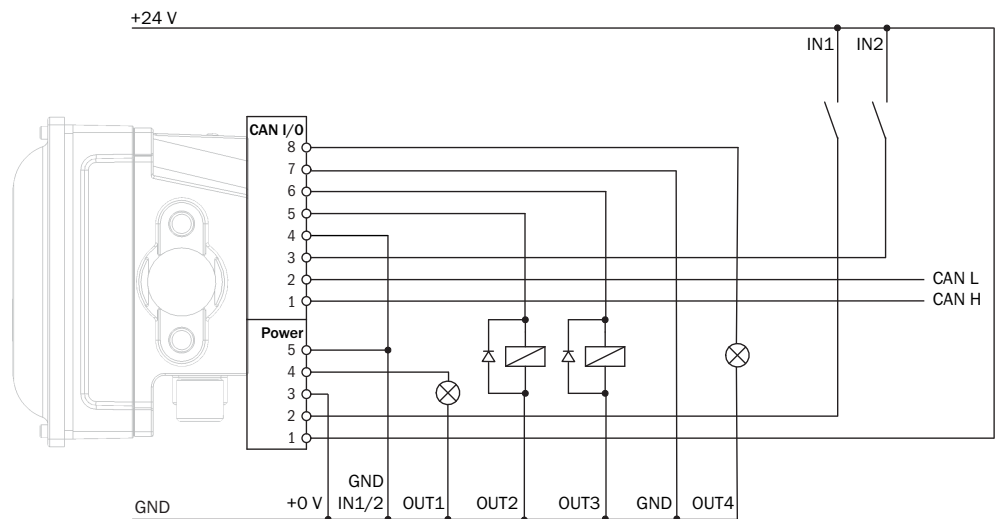 +24 V
IN1 IN2
CAN I/O
8
7
6
5
4
3
2
CAN L
1
CAN H
Power
5
4
3
2
1
GND
GND
+0 V
IN1/2
OUT1
OUT2
OUT3
GND
OUT4